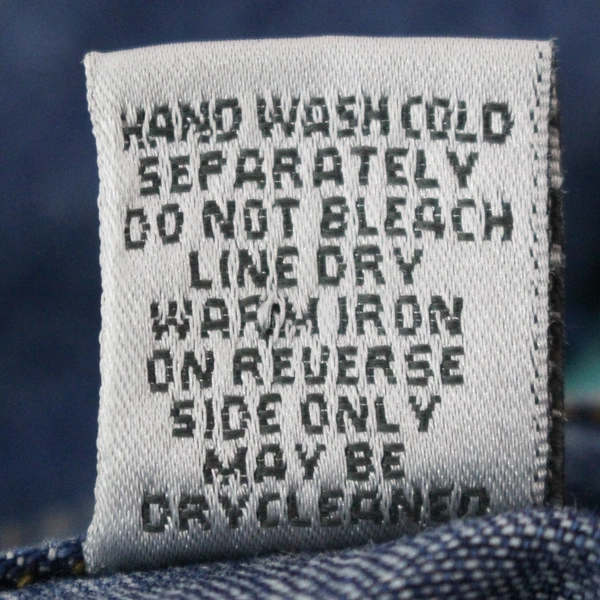 HAND WASH COLD
SEPARATELY
DO NOT BLEACH
LINE DRY
WARM IRON
ON REVERSE
SIDE ONLY
MAY BE
DRYCLEANED